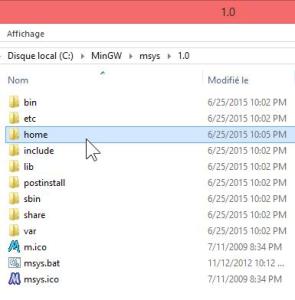 1.0
Affichage
Disque local (C:) MinGW msys 1.0
Nom Modifié le
bin 6/25/2015 10:02 PM
etc 6/25/2015 10:02 PM
home 6/25/2015 10:05 PM
include 6/25/2015 10:02 PM
lib 6/25/2015 10:02 PM
postinstall 6/25/2015 10:02 PM
sbin 6/25/2015 10:02 PM
share 6/25/2015 10:02 PM
var 6/25/2015 10:02 PM
m.ico 7/11/2009 8:34 PM
msys.bat 11/12/2012 10:12 ...
msys.ico 7/11/2009 8:34 PM